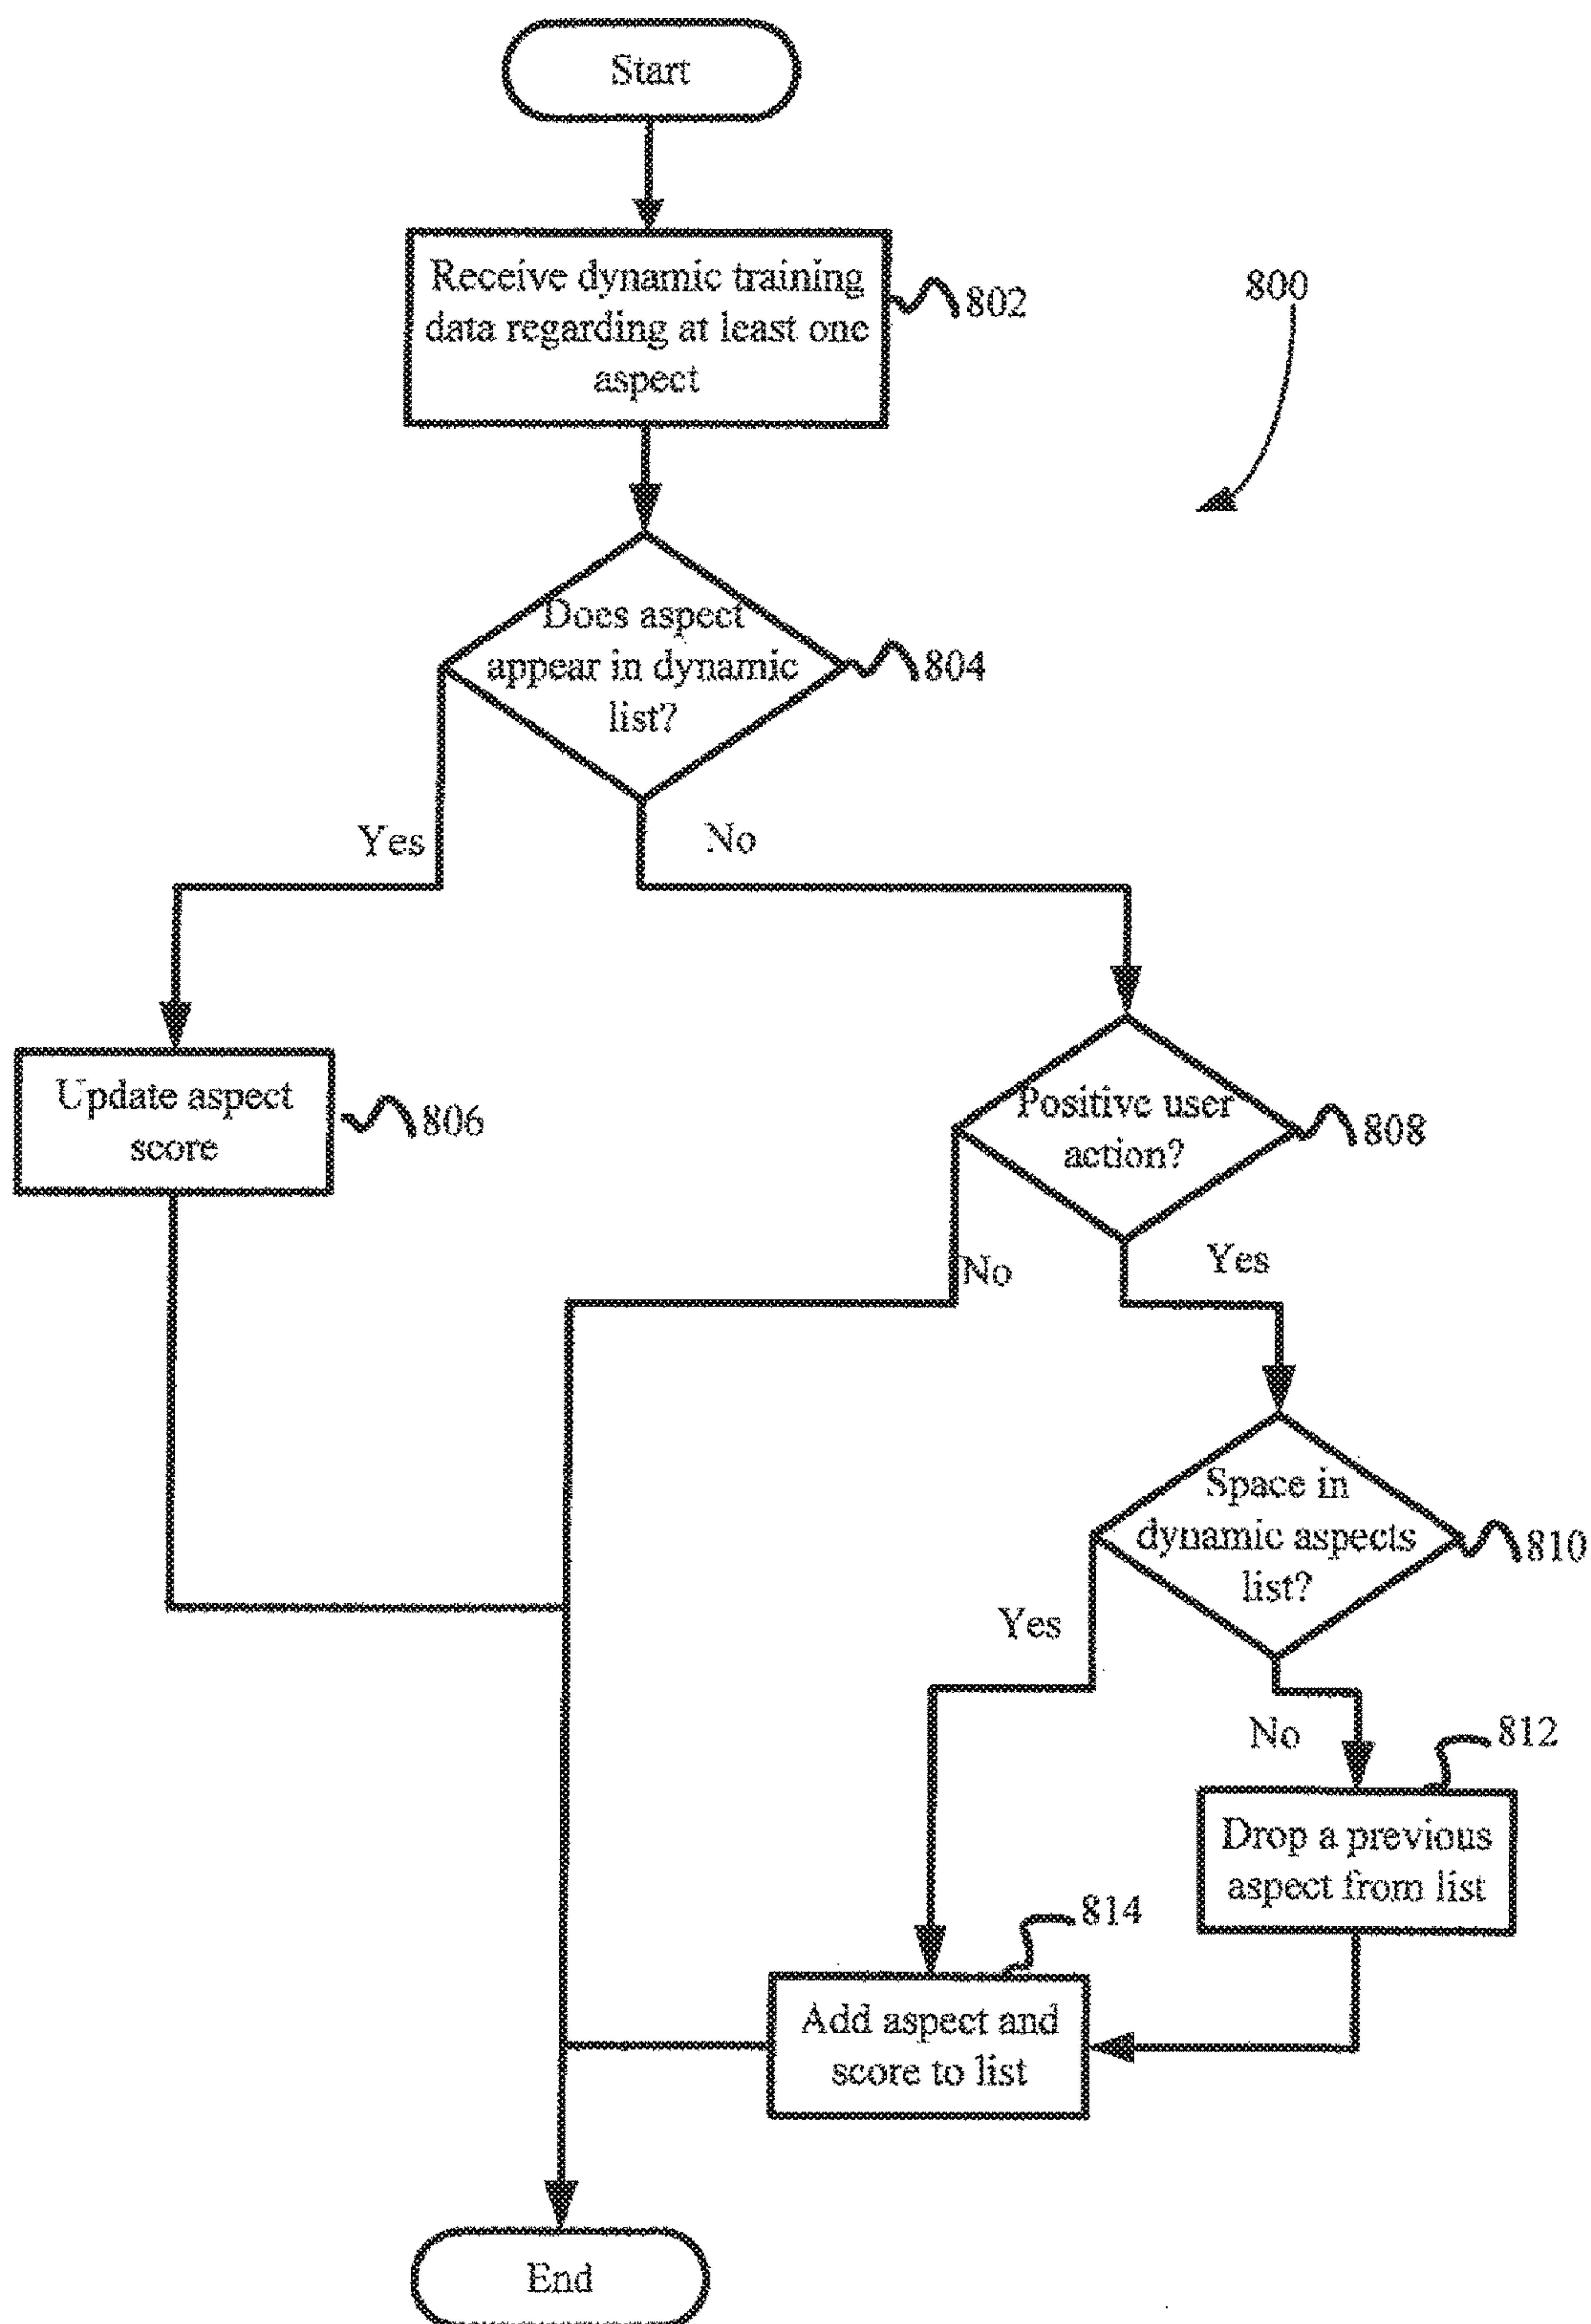 Start
Receive dynamic training
data regarding at least one
aspect
802
800
Does aspect
appear in dynamic
list?
804
Yes
No
Update aspect
score
806
Positive user
action?
808
No
Yes
Space in
dynamic aspects
list?
810
Yes
No
812
Drop a previous
aspect from list
814
Add aspect and
score to list
End